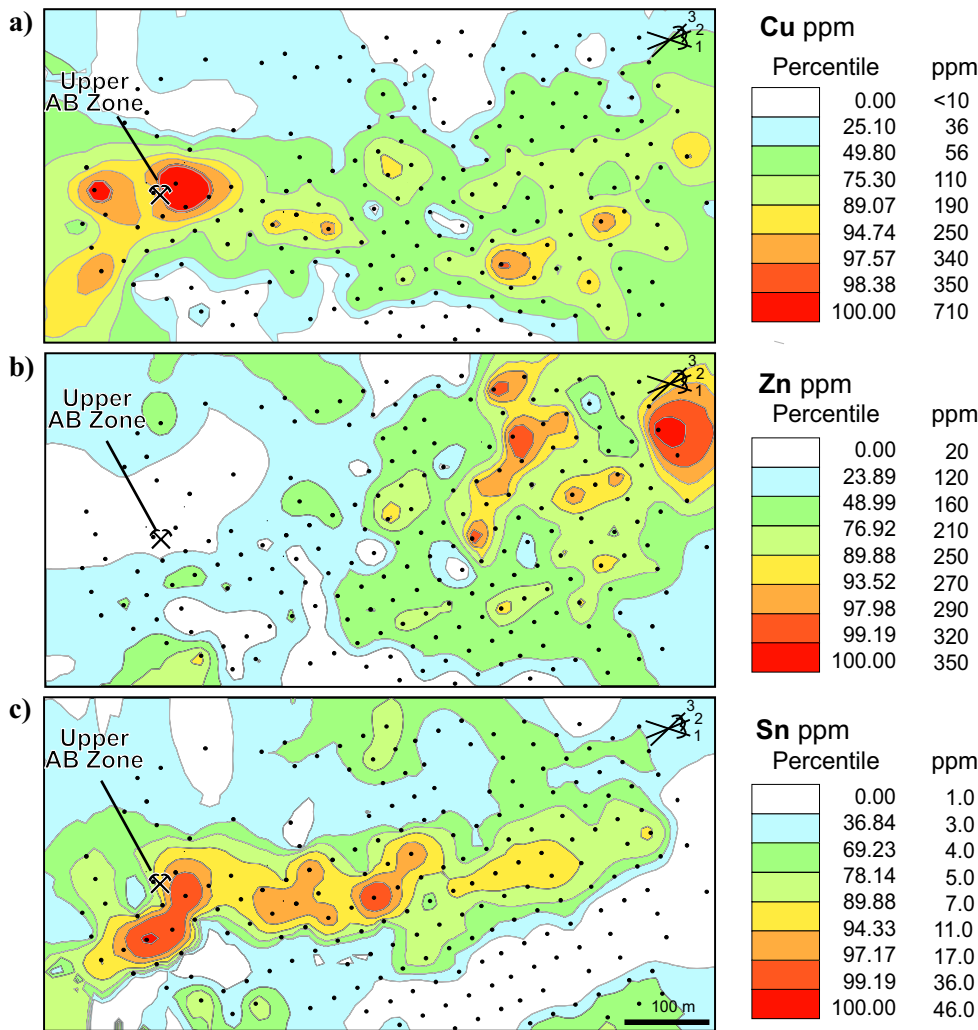 a)
Upper
AB Zone
3
2
1
Cu ppm
Percentile ppm
0.00 <10
25.10 36
49.80 56
75.30 110
89.07 190
94.74 250
97.57 340
98.38 350
100.00 710
b)
Upper
AB Zone
3
2
1
Zn ppm
Percentile ppm
0.00 20
23.89 120
48.99 160
76.92 210
89.88 250
93.52 270
97.98 290
99.19 320
100.00 350
c)
Upper
AB Zone
3
2
1
Sn ppm
Percentile ppm
0.00 1.0
36.84 3.0
69.23 4.0
78.14 5.0
89.88 7.0
94.33 11.0
97.17 17.0
99.19 36.0
100.00 46.0
100 m